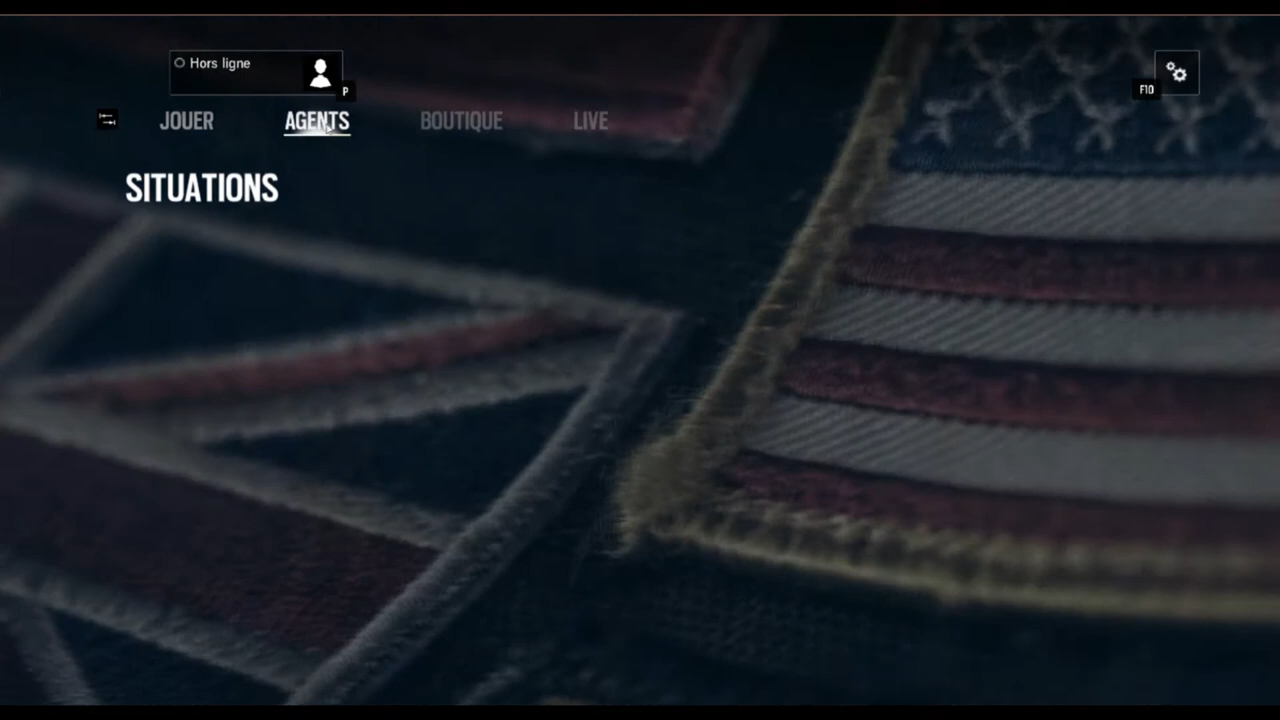 Hors ligne
P
F10
JOUER AGENTS BOUTIQUE LIVE
SITUATIONS